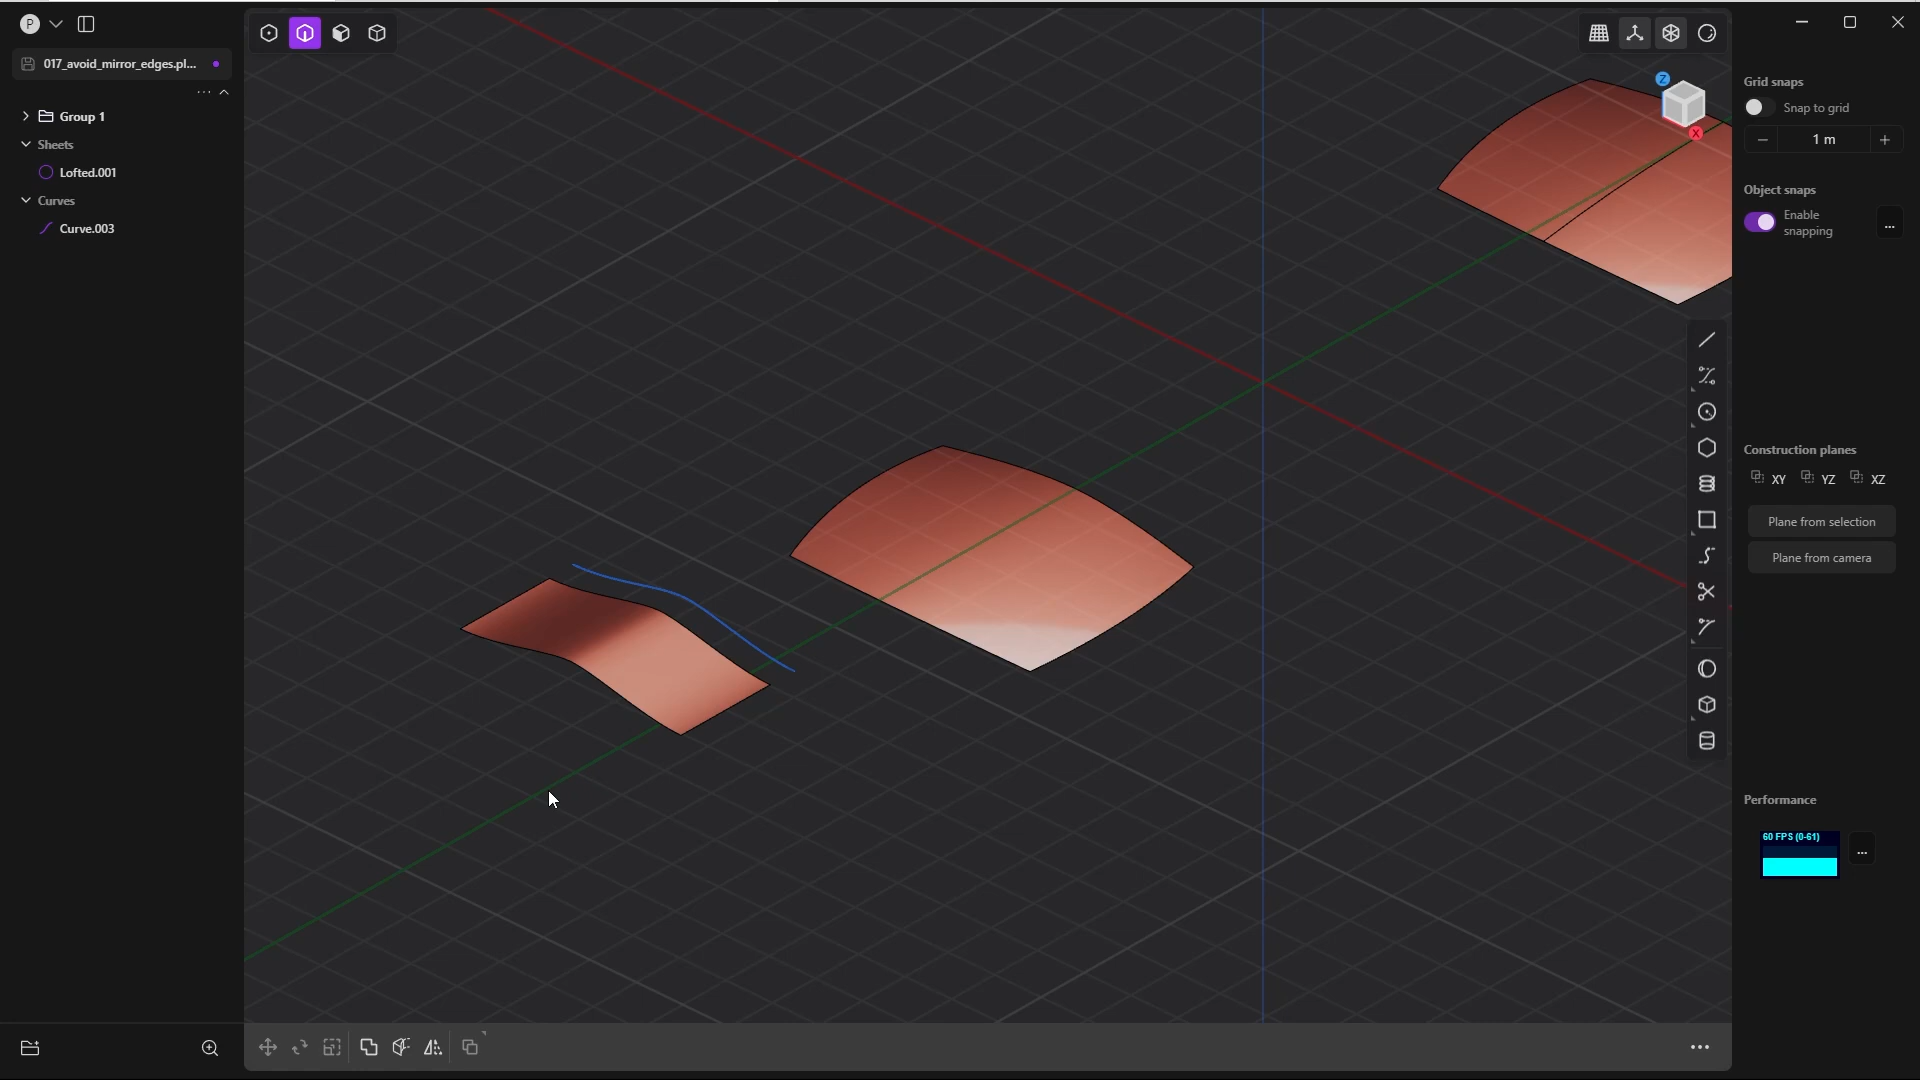 P
017_avoid_mirror_edges.pl...
Group 1
Sheets
Lofted.001
Curves
Curve.003
Z
X
Grid snaps
Snap to grid
1 m
Object snaps
Enable
snapping
...
Construction planes
XY YZ XZ
Plane from selection
Plane from camera
Performance
60 FPS (0-61)
...